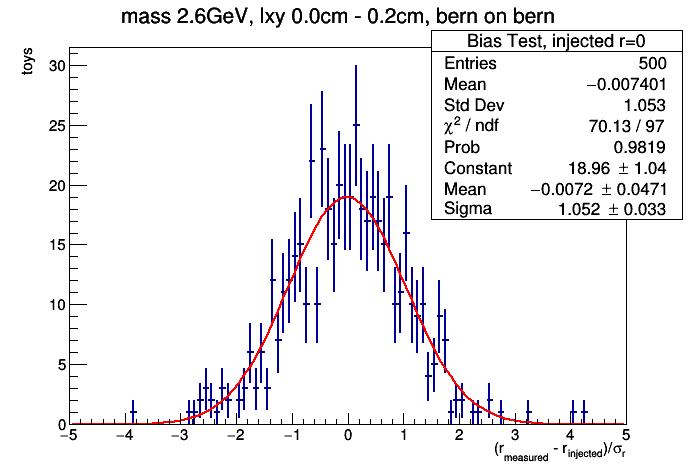 mass 2.6GeV, lxy 0.0cm - 0.2cm, bern on bern
Bias Test, injected r=0
Entries 500
Mean −0.007401
Std Dev 1.053
χ² / ndf 70.13 / 97
Prob 0.9819
Constant 18.96 ± 1.04
Mean −0.0072 ± 0.0471
Sigma 1.052 ± 0.033
toys
30
25
20
15
10
5
0
−5 −4 −3 −2 −1 0 1 2 3 4 5
(r_measured - r_injected)/σ_r